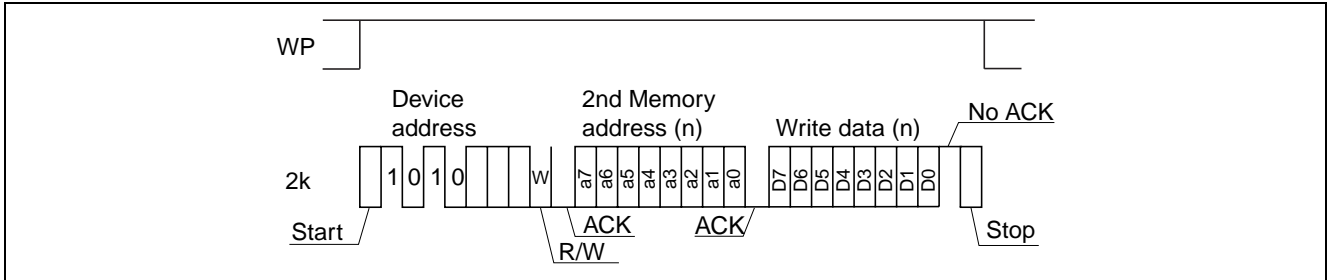 WP
Device
address
2nd Memory
address (n)
Write data (n)
No ACK
2k
1 0 1 0 W a7 a6 a5 a4 a3 a2 a1 a0 D7 D6 D5 D4 D3 D2 D1 D0
Start
ACK
R/W
ACK
Stop